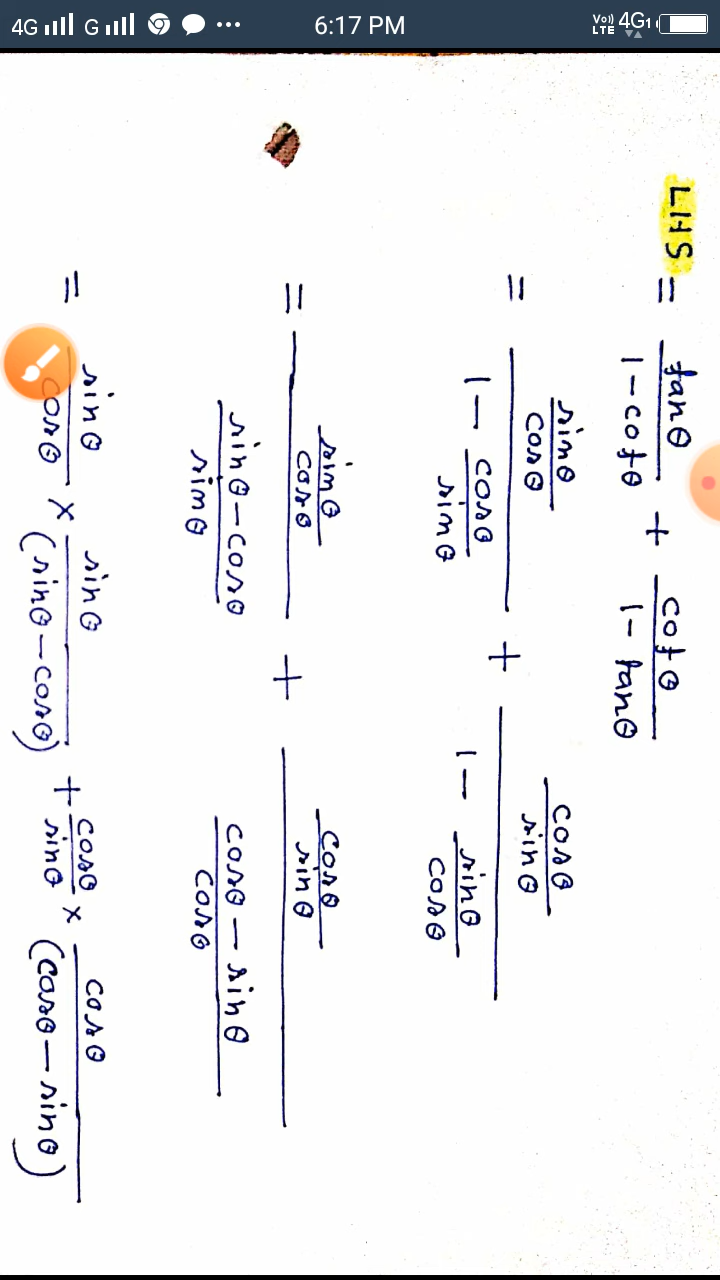 4G G ... 6:17 PM Vo)) LTE 4G1
LHS = tanθ/(1-cotθ) + cotθ/(1-tanθ)
= (sinθ/cosθ)/(1-cosθ/sinθ) + (cosθ/sinθ)/(1-sinθ/cosθ)
= (sinθ/cosθ)/((sinθ-cosθ)/sinθ) + (cosθ/sinθ)/((cosθ-sinθ)/cosθ)
= sinθ/cosθ × sinθ/(sinθ-cosθ) + cosθ/sinθ × cosθ/(cosθ-sinθ)